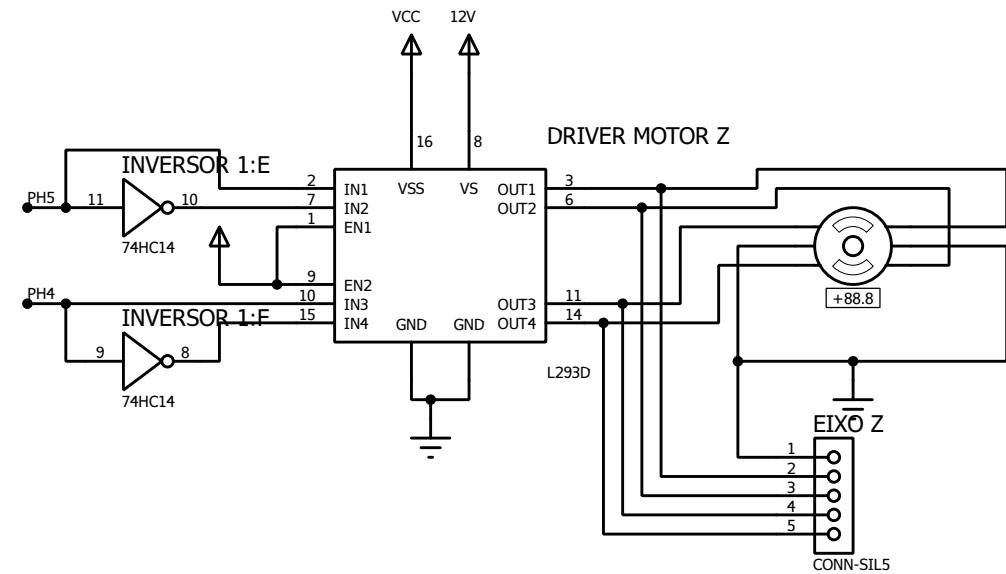 VCC 12V
16 8
DRIVER MOTOR Z
INVERSOR 1:E
PH5 11 10
74HC14
2 IN1 VSS VS OUT1 3
7 IN2 OUT2 6
1 EN1
9 EN2
PH4 10 IN3 OUT3 11
INVERSOR 1:F
15 IN4 GND GND OUT4 14
9 8
74HC14
L293D
+88.8
EIXO Z
1
2
3
4
5
CONN-SIL5